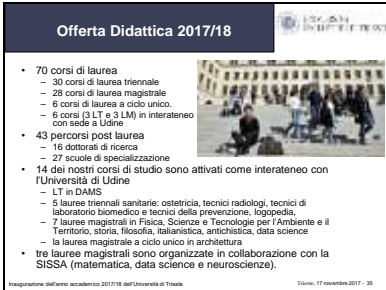 Offerta Didattica 2017/18
• 70 corsi di laurea
– 30 corsi di laurea triennale
– 28 corsi di laurea magistrale
– 6 corsi di laurea a ciclo unico.
– 6 corsi (3 LT e 3 LM) in interateneo
con sede a Udine
• 43 percorsi post laurea
– 16 dottorati di ricerca
– 27 scuole di specializzazione
• 14 dei nostri corsi di studio sono attivati come interateneo con
l'Università di Udine
– LT in DAMS
– 5 lauree triennali sanitarie: ostetricia, tecnici radiologi, tecnici di
laboratorio biomedico e tecnici della prevenzione, logopedia,
– 7 lauree magistrali in Fisica, Scienze e Tecnologie per l'Ambiente e il
Territorio, storia, filosofia, italianistica, antichistica, data science
– la laurea magistrale a ciclo unico in architettura
• tre lauree magistrali sono organizzate in collaborazione con la
SISSA (matematica, data science e neuroscienze).
Inaugurazione dell'anno accademico 2017/18 dell'Università di Trieste
Trieste, 17 novembre 2017 - 35